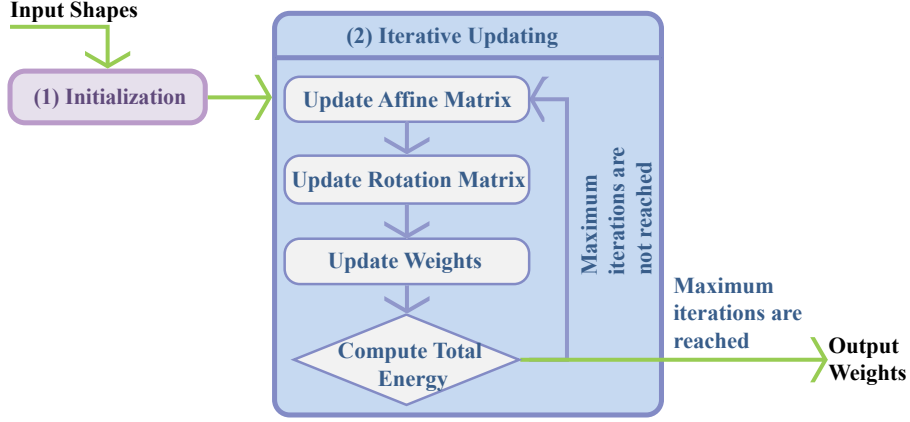 Input Shapes
(1) Initialization
(2) Iterative Updating
Update Affine Matrix
Update Rotation Matrix
Update Weights
Compute Total
Energy
Maximum
iterations are
not reached
Maximum
iterations are
reached
Output
Weights